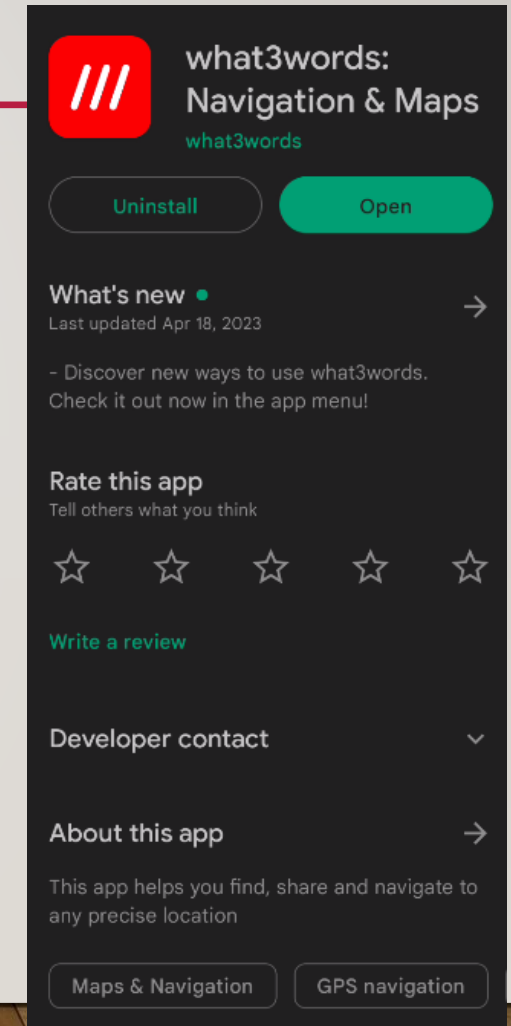 what3words:
Navigation & Maps
what3words
Uninstall Open
What's new
Last updated Apr 18, 2023
- Discover new ways to use what3words.
Check it out now in the app menu!
Rate this app
Tell others what you think
Write a review
Developer contact
About this app
This app helps you find, share and navigate to
any precise location
Maps & Navigation GPS navigation